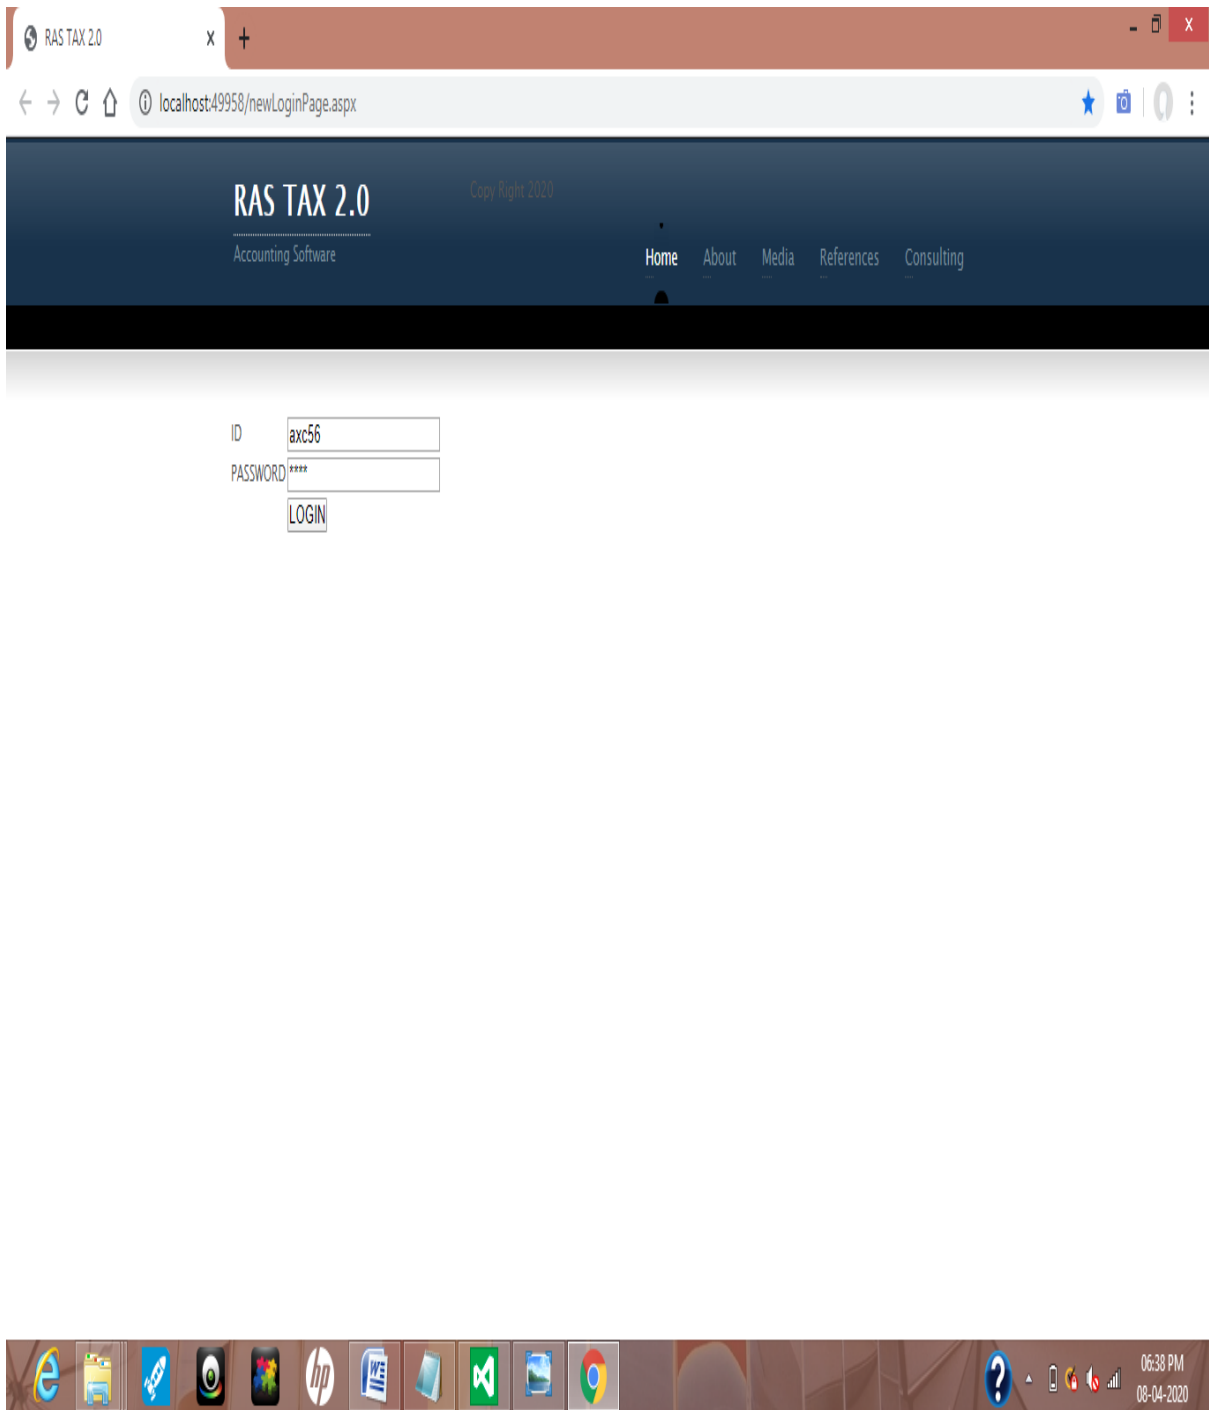 RAS TAX 2.0
localhost:49958/newLoginPage.aspx
RAS TAX 2.0
Copy Right 2020
Accounting Software
Home About Media References Consulting
ID axc56
PASSWORD ****
LOGIN
hp
06:38 PM
08-04-2020